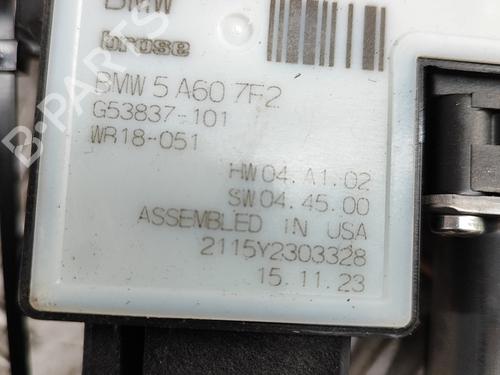 BMW
brose
BMW 5 A60 7F2
G53837-101
WR18-051
HW 04.A1.02
SW 04.45.00
ASSEMBLED IN USA
2115Y2303328
15.11.23
B-PARTS